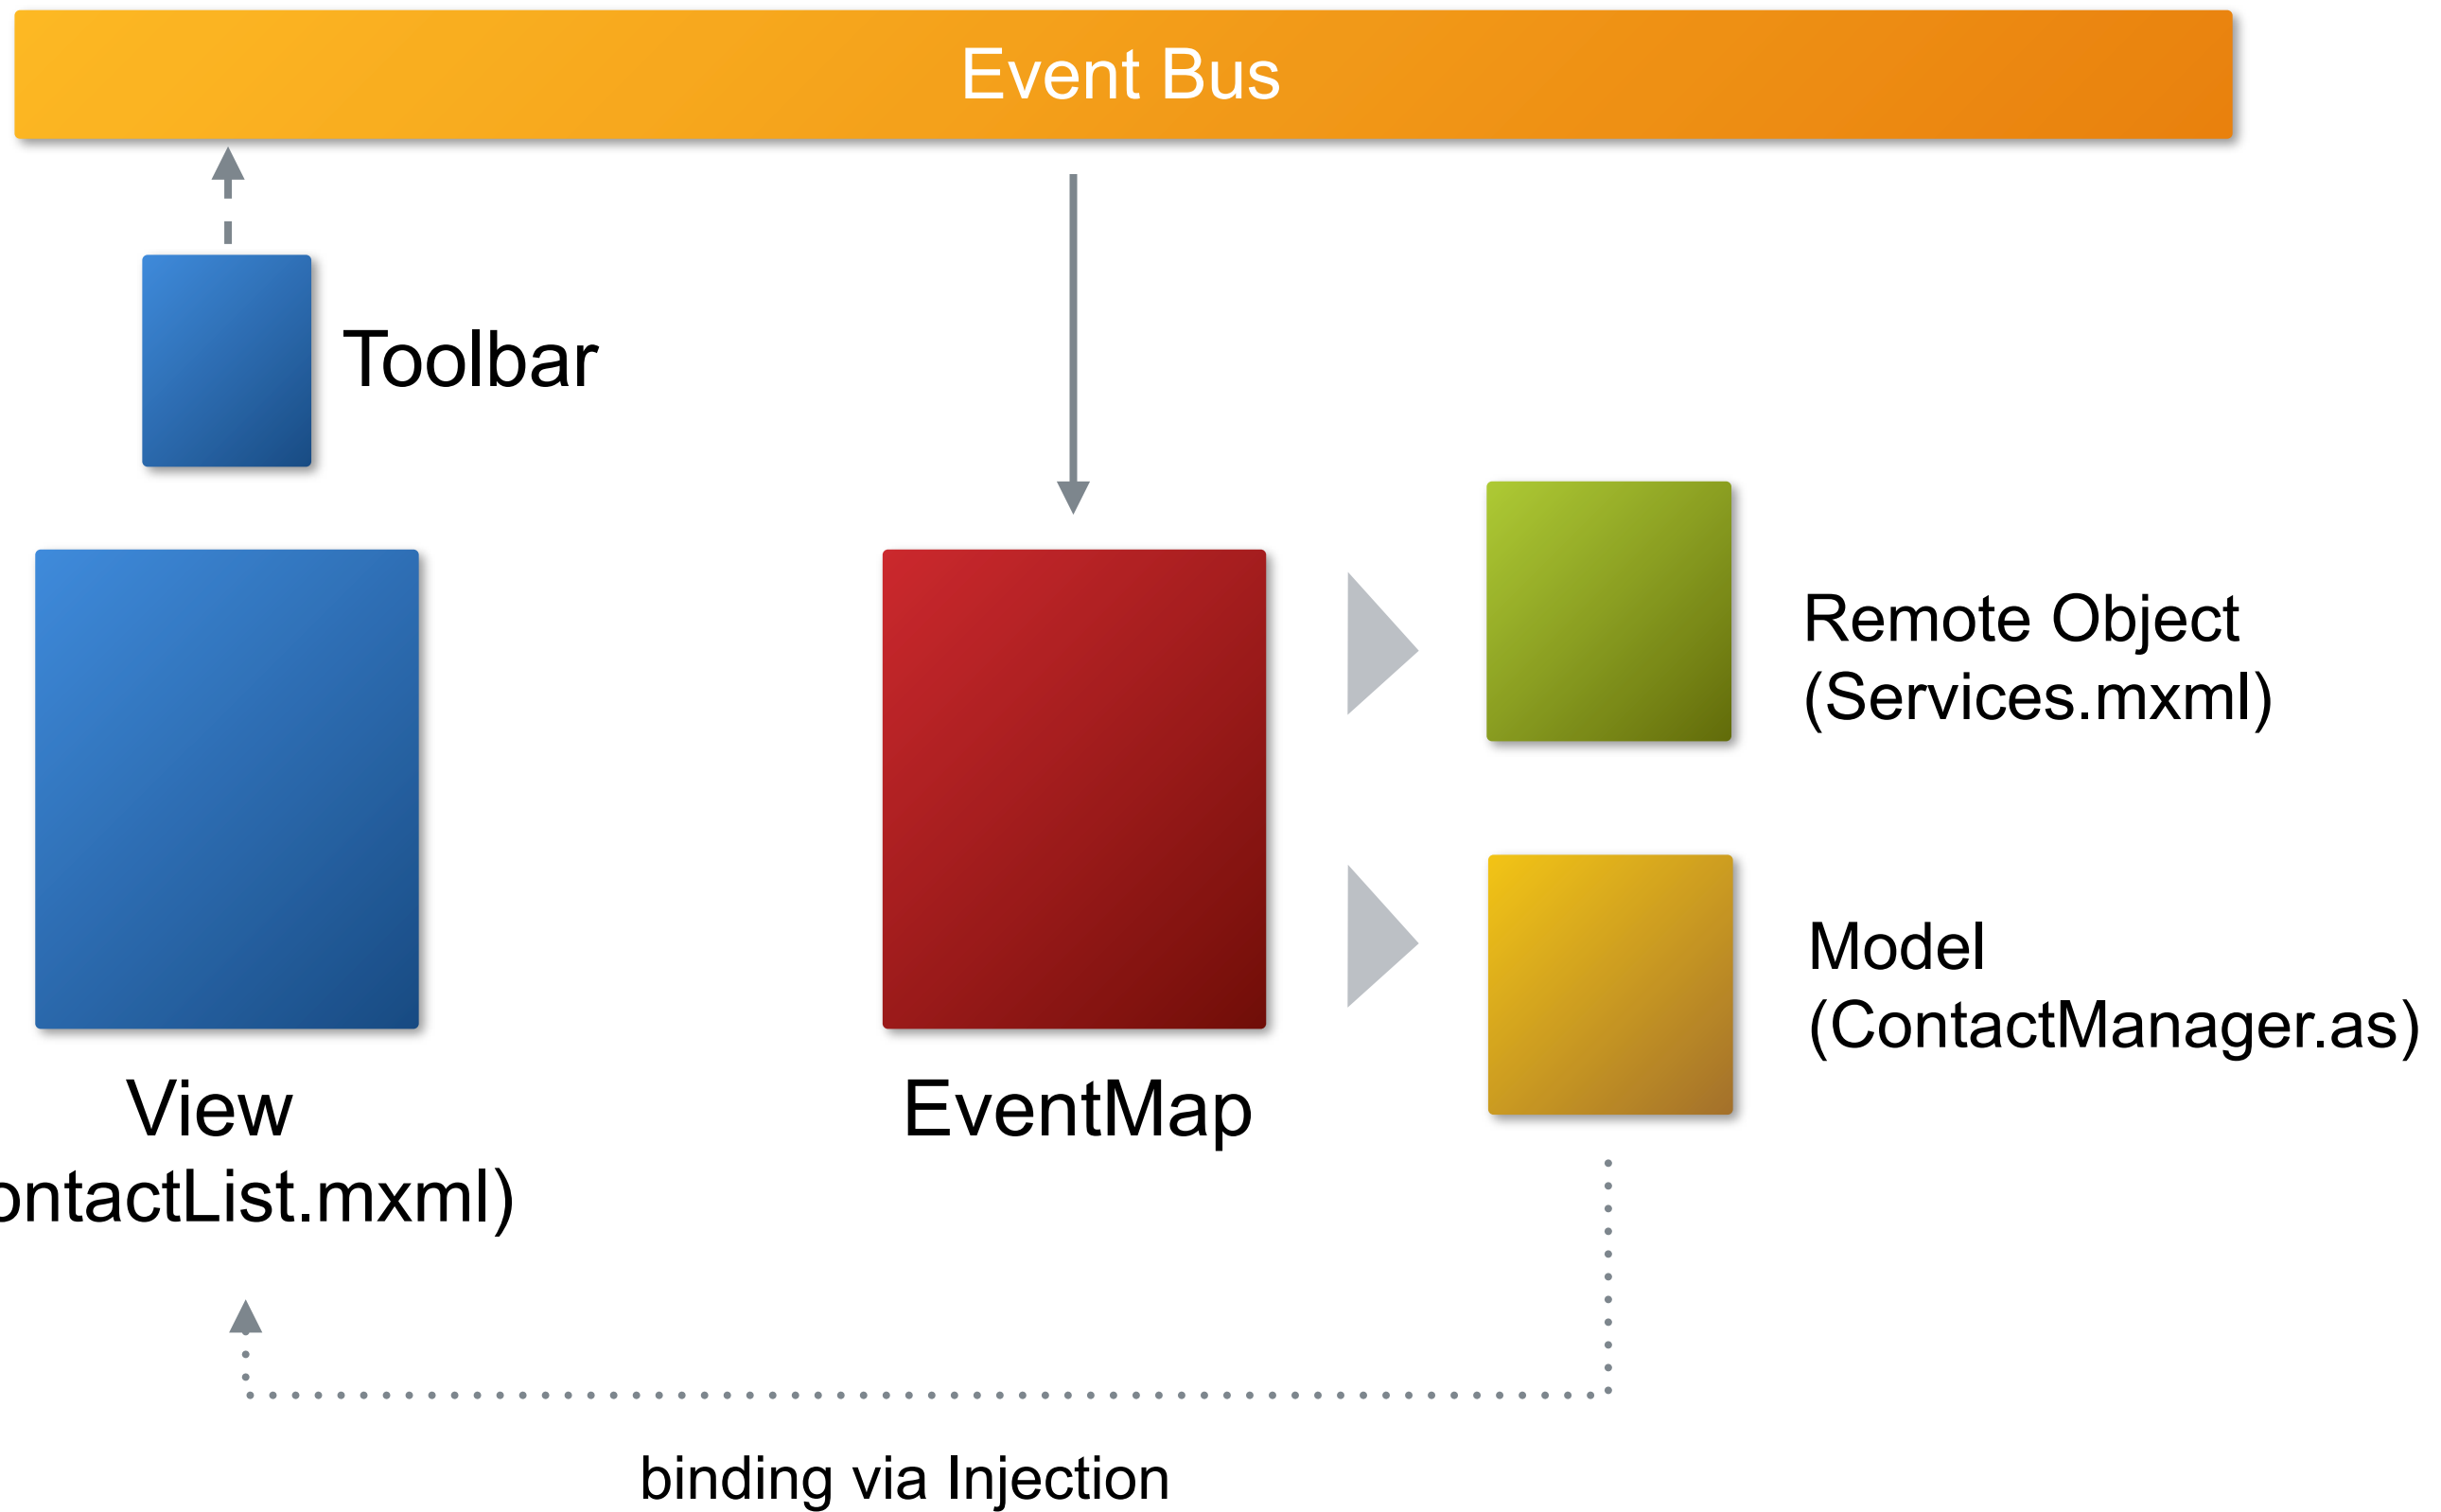 Event Bus
Toolbar
Remote Object
(Services.mxml)
Model
(ContactManager.as)
View
ontactList.mxml)
EventMap
binding via Injection